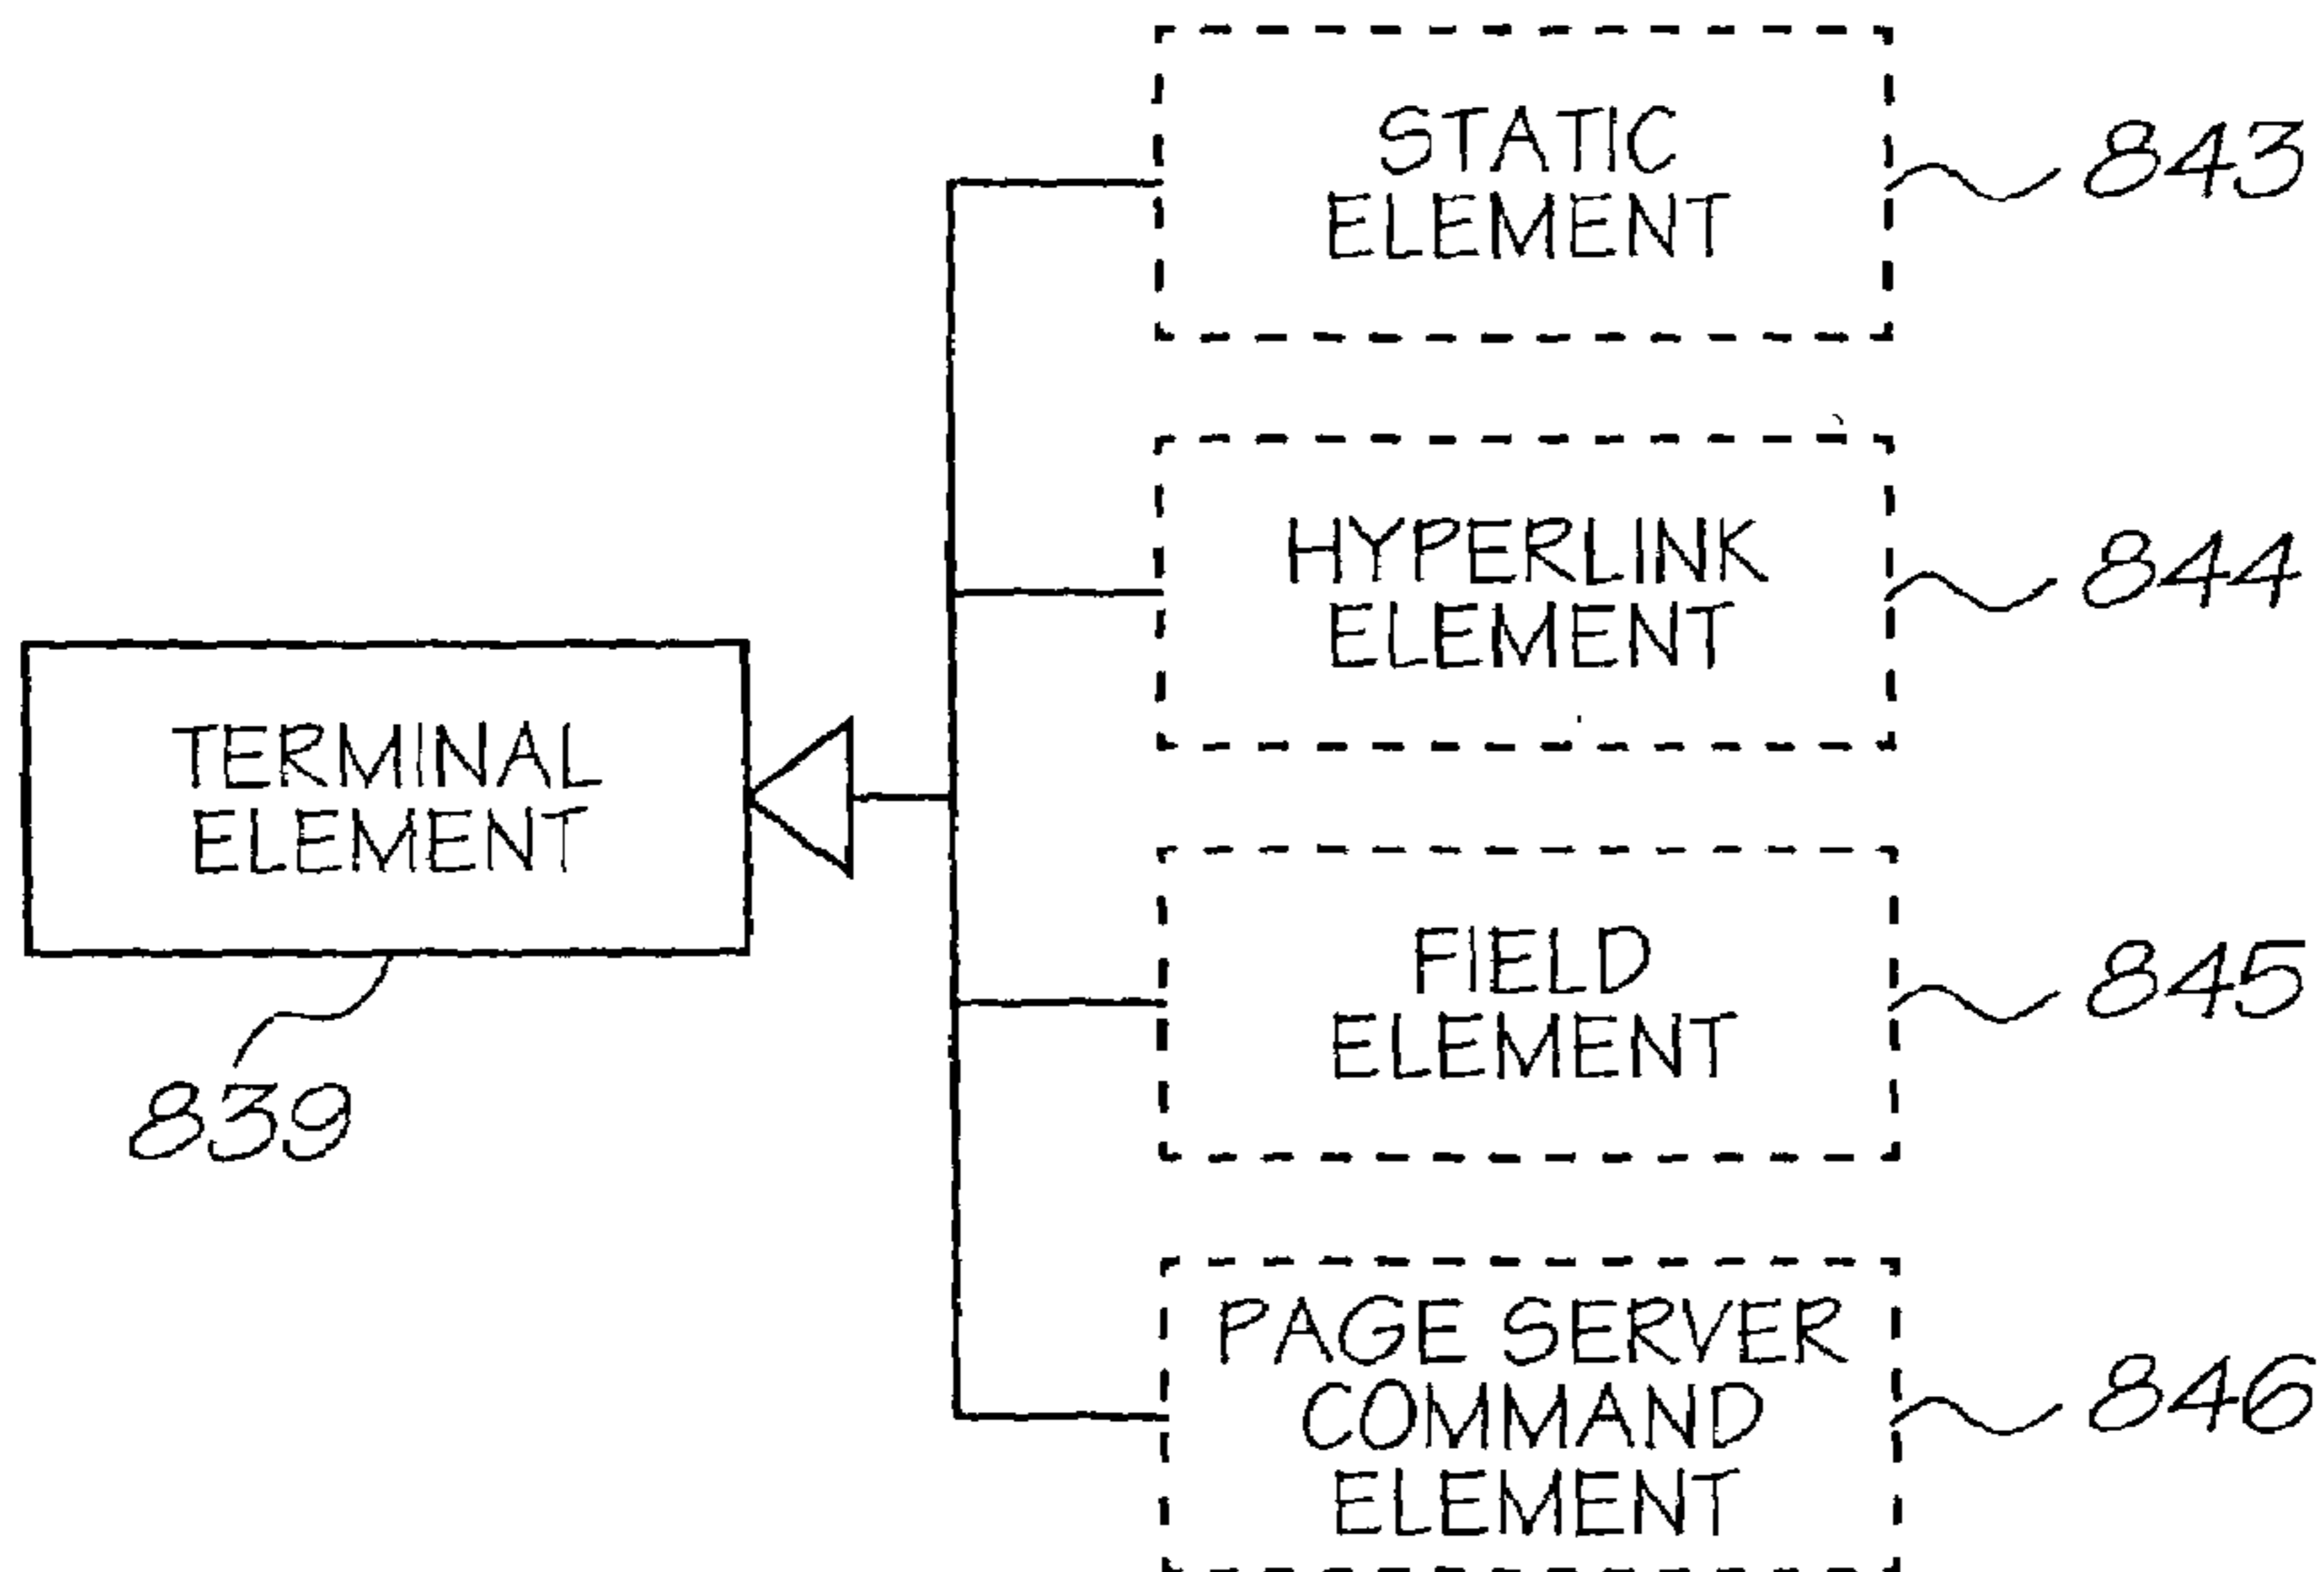 STATIC
ELEMENT
843
HYPERLINK
ELEMENT
844
TERMINAL
ELEMENT
839
FIELD
ELEMENT
845
PAGE SERVER
COMMAND
ELEMENT
846